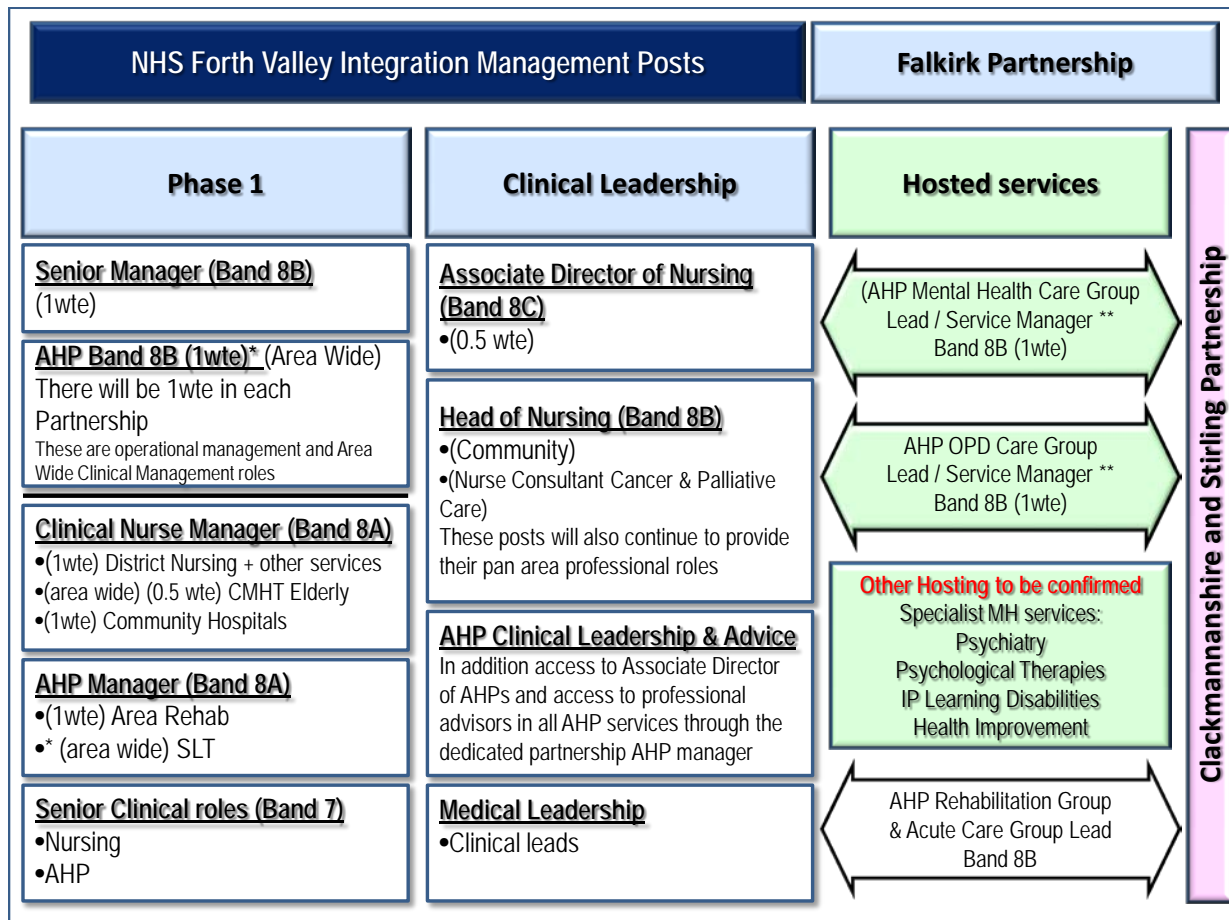 NHS Forth Valley Integration Management Posts
Falkirk Partnership
Phase 1
Senior Manager (Band 8B)
(1wte)
AHP Band 8B (1wte)* (Area Wide)
There will be 1wte in each
Partnership
These are operational management and Area
Wide Clinical Management roles
Clinical Nurse Manager (Band 8A)
•(1wte) District Nursing + other services
•(area wide) (0.5 wte) CMHT Elderly
•(1wte) Community Hospitals
AHP Manager (Band 8A)
•(1wte) Area Rehab
•* (area wide) SLT
Senior Clinical roles (Band 7)
•Nursing
•AHP
Clinical Leadership
Associate Director of Nursing
(Band 8C)
•(0.5 wte)
Head of Nursing (Band 8B)
•(Community)
•(Nurse Consultant Cancer & Palliative
Care)
These posts will also continue to provide
their pan area professional roles
AHP Clinical Leadership & Advice
In addition access to Associate Director
of AHPs and access to professional
advisors in all AHP services through the
dedicated partnership AHP manager
Medical Leadership
•Clinical leads
Hosted services
(AHP Mental Health Care Group
Lead / Service Manager **
Band 8B (1wte)
AHP OPD Care Group
Lead / Service Manager **
Band 8B (1wte)
Other Hosting to be confirmed
Specialist MH services:
Psychiatry
Psychological Therapies
IP Learning Disabilities
Health Improvement
AHP Rehabilitation Group
& Acute Care Group Lead
Band 8B
Clackmannanshire and Stirling Partnership